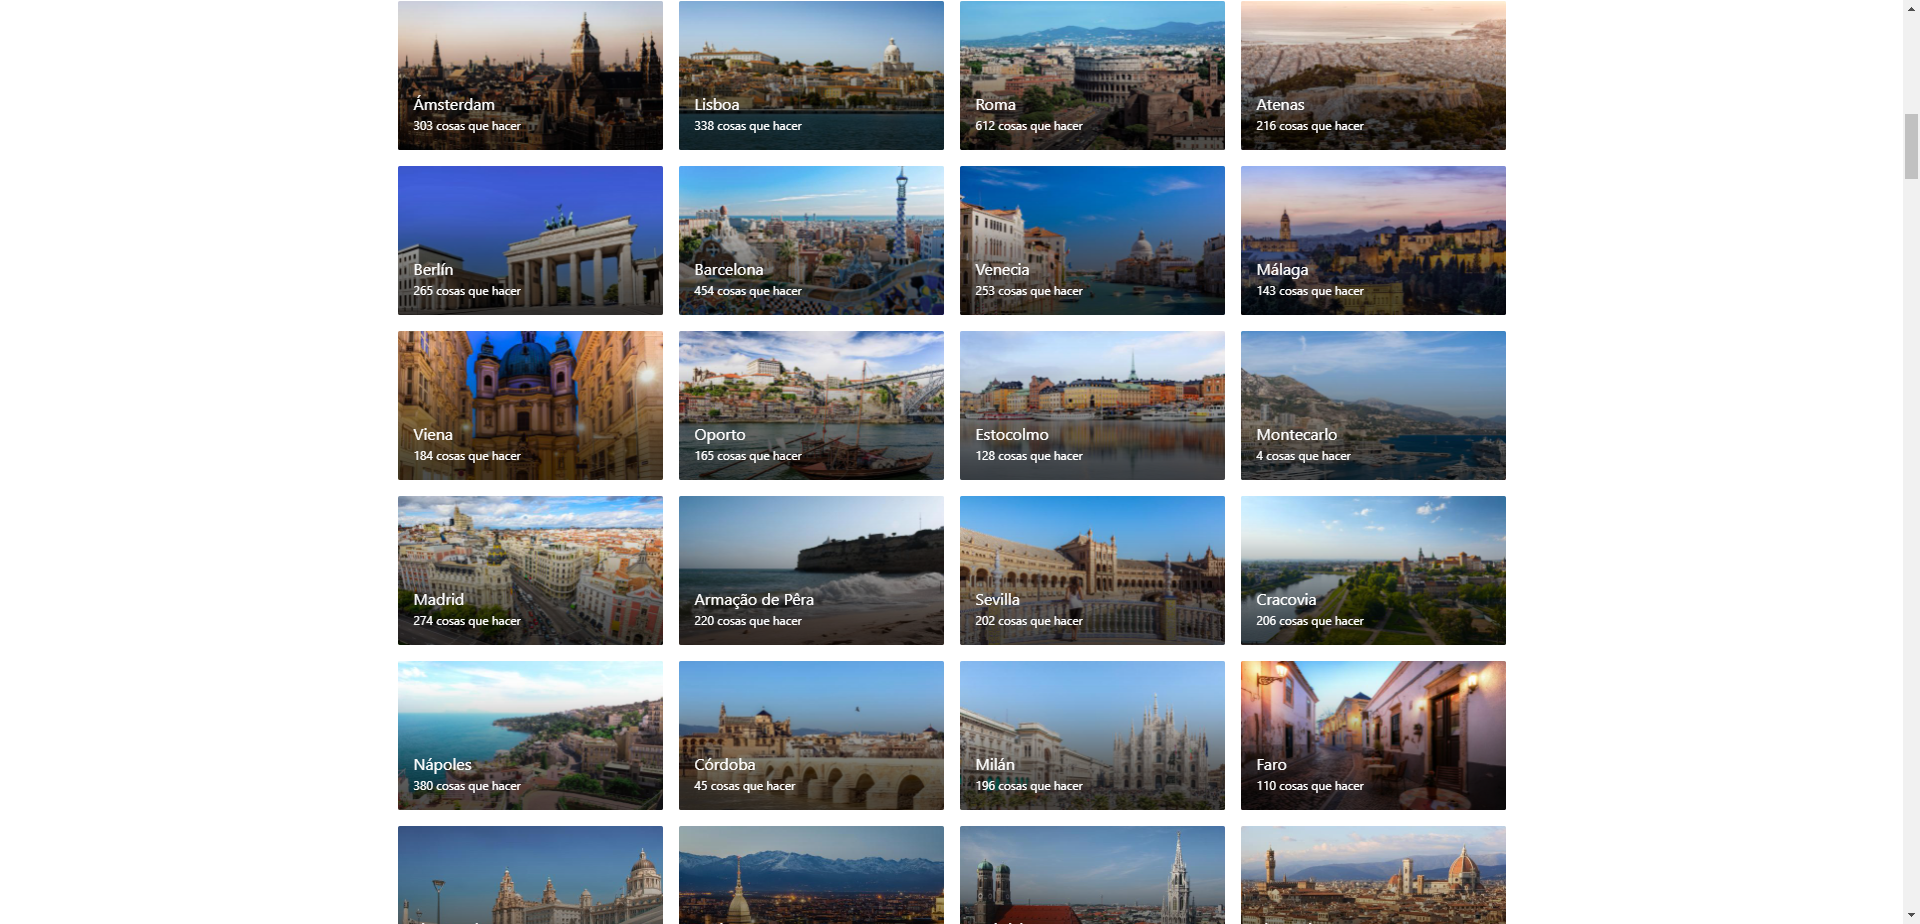 Ámsterdam
303 cosas que hacer
Lisboa
338 cosas que hacer
Roma
612 cosas que hacer
Atenas
216 cosas que hacer
Berlín
265 cosas que hacer
Barcelona
454 cosas que hacer
Venecia
253 cosas que hacer
Málaga
143 cosas que hacer
Viena
184 cosas que hacer
Oporto
165 cosas que hacer
Estocolmo
128 cosas que hacer
Montecarlo
4 cosas que hacer
Madrid
274 cosas que hacer
Armação de Pêra
220 cosas que hacer
Sevilla
202 cosas que hacer
Cracovia
206 cosas que hacer
Nápoles
380 cosas que hacer
Córdoba
45 cosas que hacer
Milán
196 cosas que hacer
Faro
110 cosas que hacer